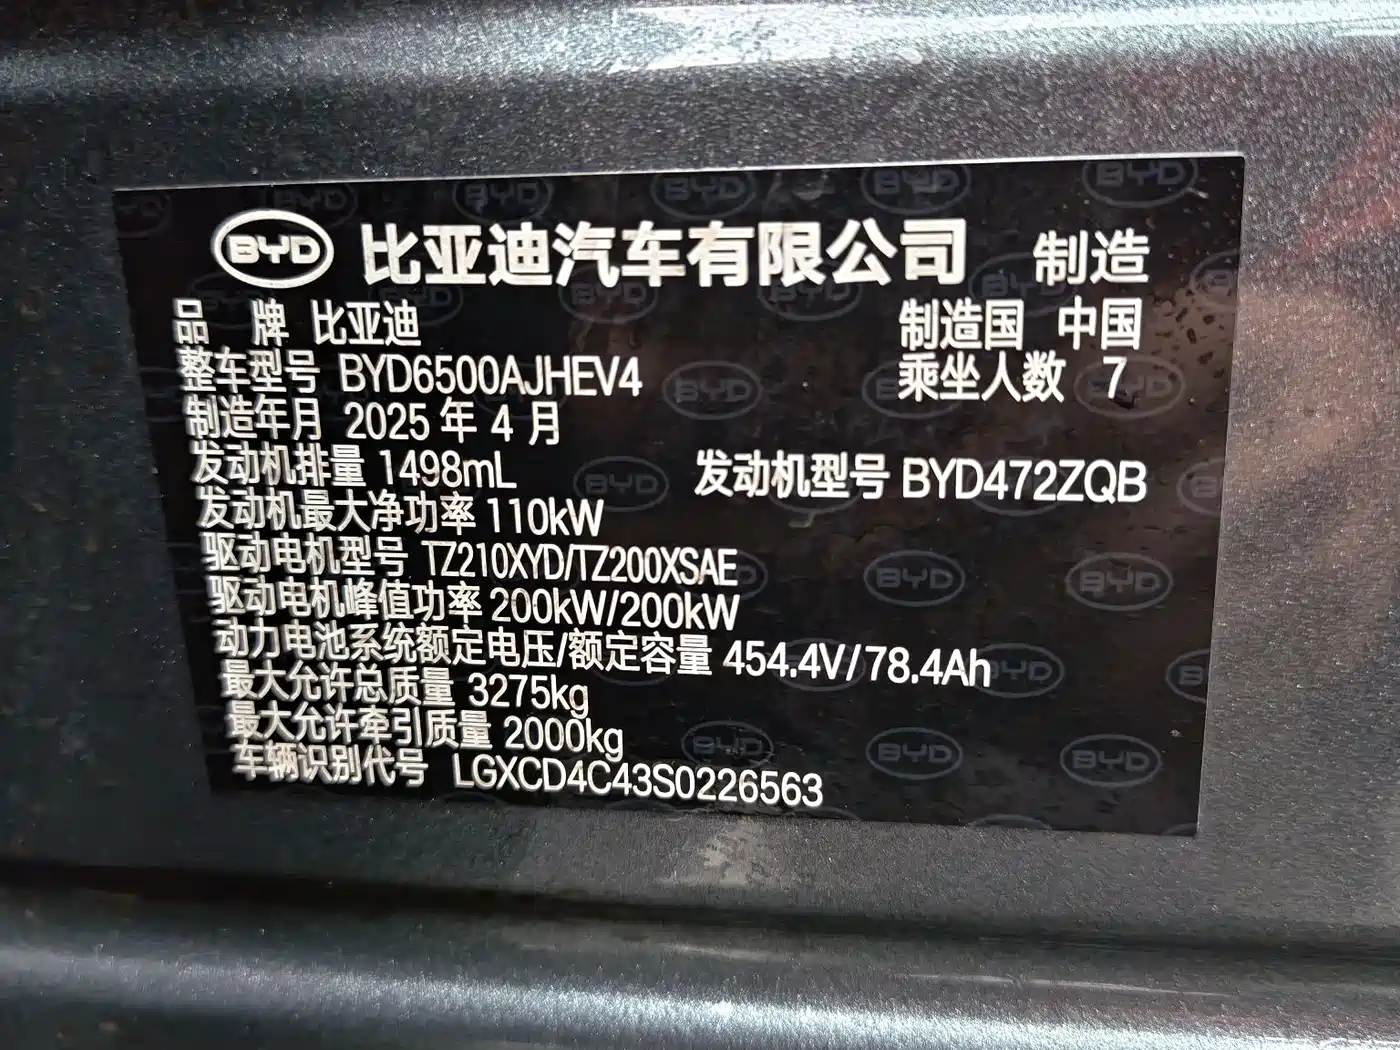 BYD 比亚迪汽车有限公司 制造
品 牌 比亚迪 制造国 中国
整车型号 BYD6500AJHEV4 乘坐人数 7
制造年月 2025 年 4 月
发动机排量 1498mL 发动机型号 BYD472ZQB
发动机最大净功率 110kW
驱动电机型号 TZ210XYD/TZ200XSAE
驱动电机峰值功率 200kW/200kW
动力电池系统额定电压/额定容量 454.4V/78.4Ah
最大允许总质量 3275kg
最大允许牵引质量 2000kg
车辆识别代号 LGXCD4C43S0226563